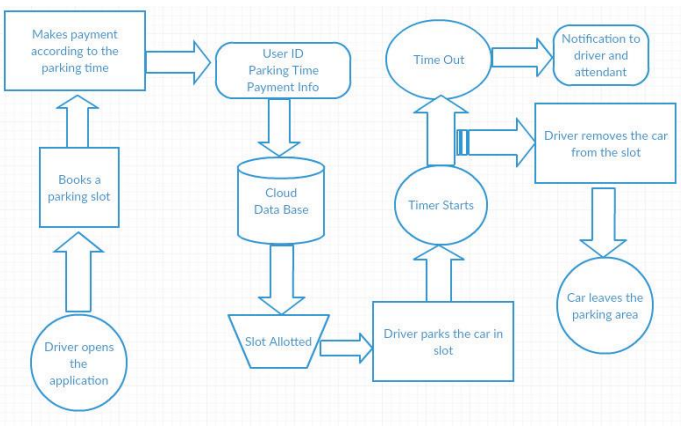 Makes payment
according to the
parking time
User ID
Parking Time
Payment Info
Time Out
Notification to
driver and
attendant
Driver removes the car
from the slot
Books a
parking slot
Cloud
Data Base
Timer Starts
Car leaves the
parking area
Driver opens
the
application
Slot Allotted
Driver parks the car in
slot